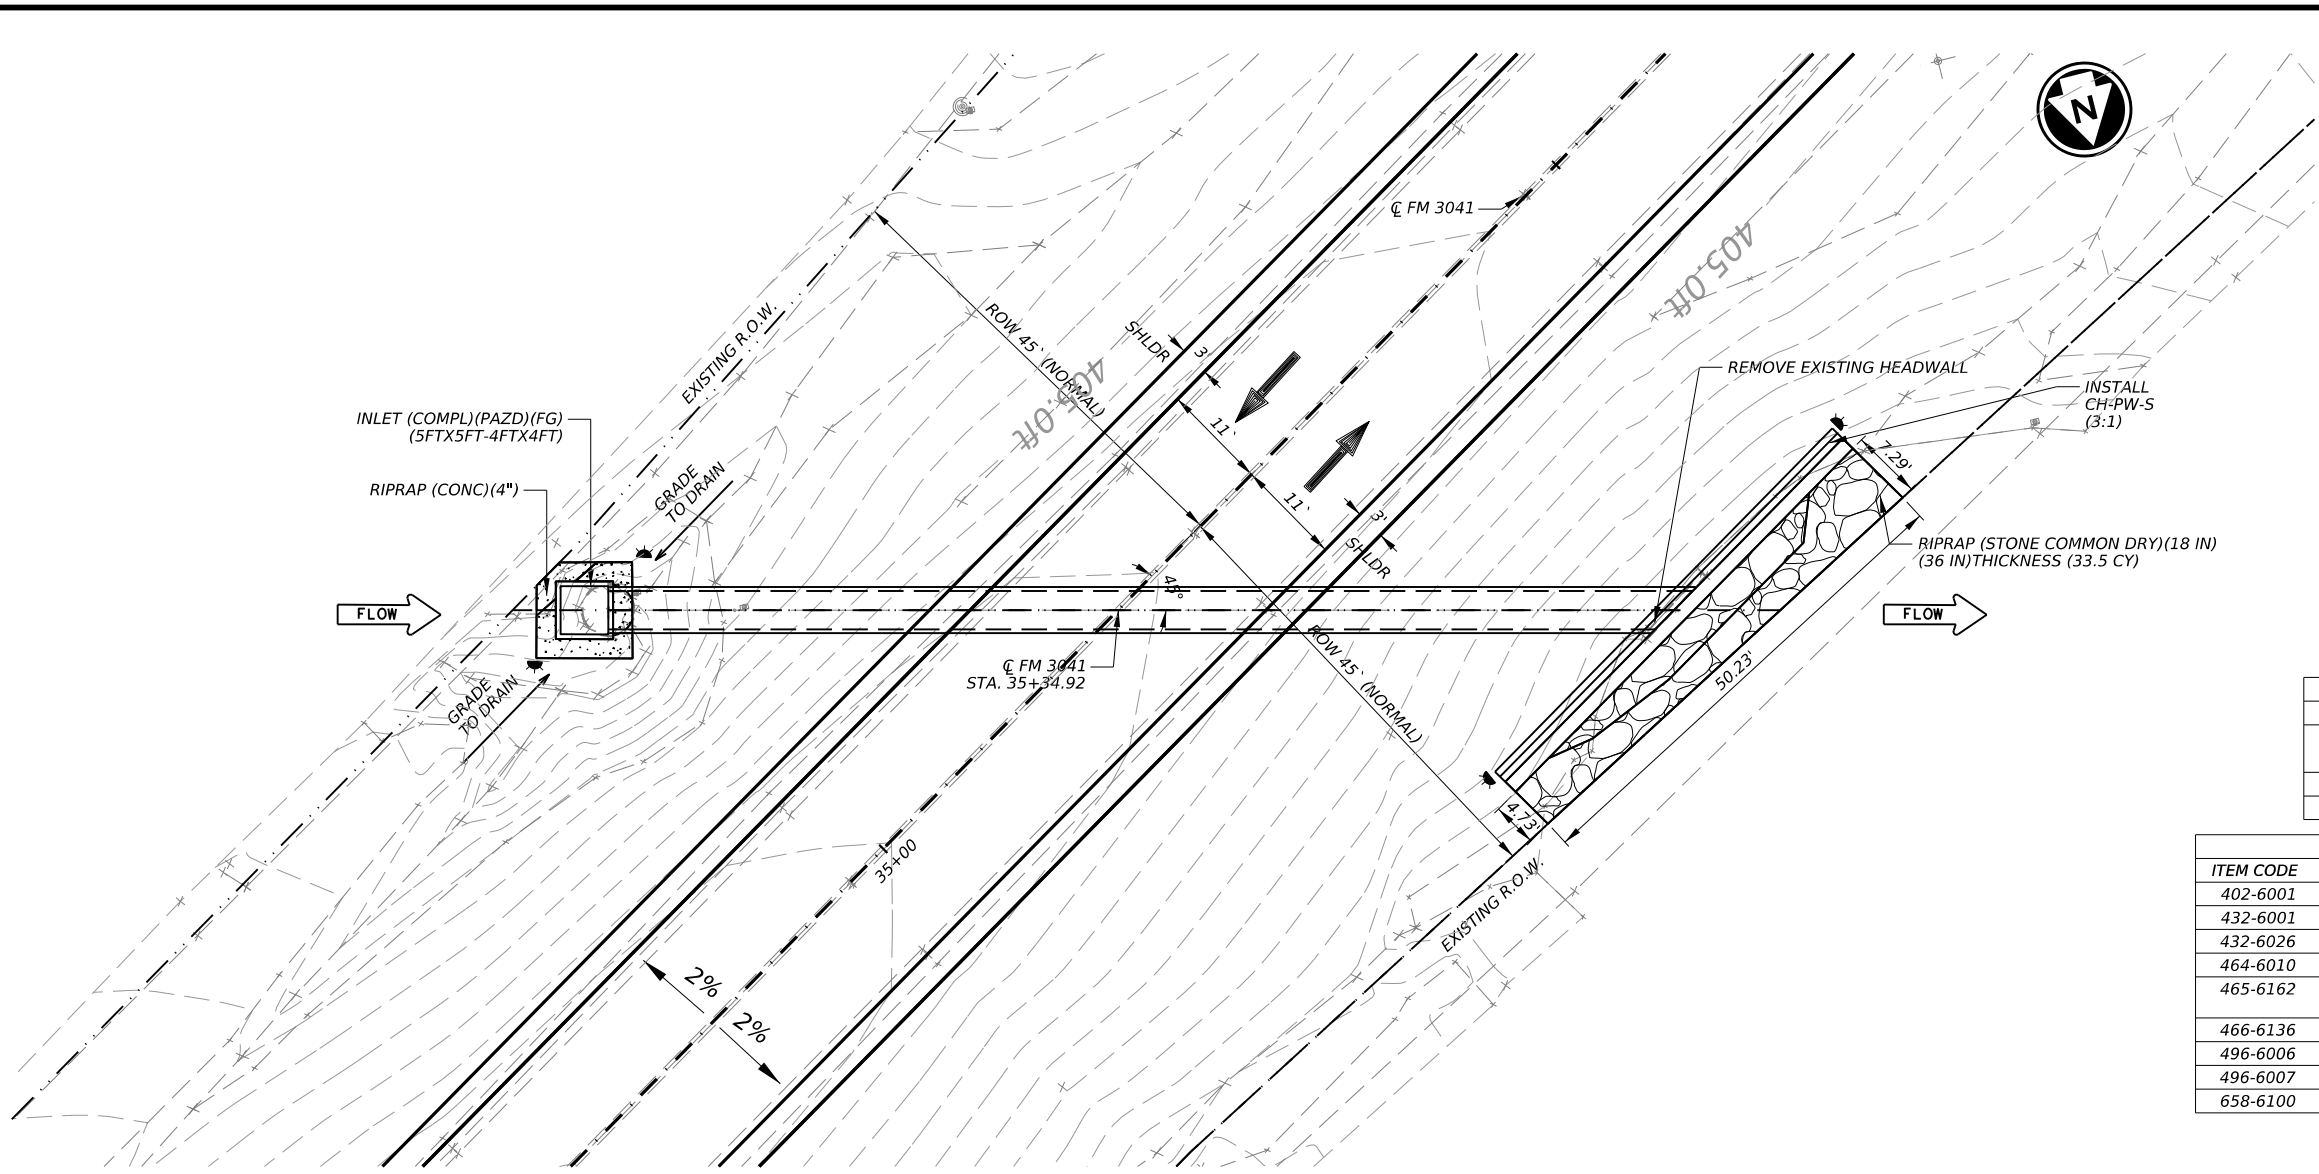 N
℄ FM 3041
405.0ft
EXISTING R.O.W.
ROW 45` (NORMAL)
SHLDR
3'
405.0ft
11`
11`
3'
SHLDR
REMOVE EXISTING HEADWALL
INSTALL
CH-PW-S
(3:1)
INLET (COMPL)(PAZD)(FG)
(5FTX5FT-4FTX4FT)
RIPRAP (CONC)(4")
GRADE
TO DRAIN
7.29'
RIPRAP (STONE COMMON DRY)(18 IN)
(36 IN)THICKNESS (33.5 CY)
FLOW
45°
FLOW
℄ FM 3041
STA. 35+34.92
ROW 45` (NORMAL)
50.23'
GRADE
TO DRAIN
4.73'
35+00
EXISTING R.O.W.
2%
2%
ITEM CODE
402-6001
432-6001
432-6026
464-6010
465-6162
466-6136
496-6006
496-6007
658-6100